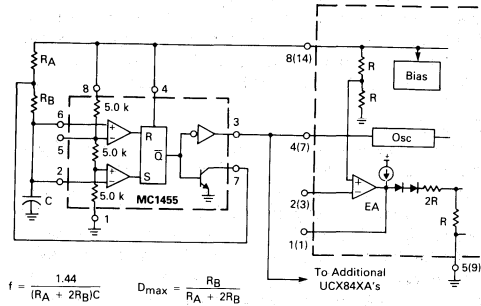 RA
RB
C
8
4
6
5
2
1
3
7
5.0 k
5.0 k
5.0 k
+
−
+
−
R
Q̅
S
MC1455
8(14)
R
R
Bias
4(7)
Osc
+
−
EA
2(3)
1(1)
2R
R
5(9)
To Additional
UCX84XA's
f = 1.44 / (RA + 2RB)C
Dmax = RB / RA + 2RB